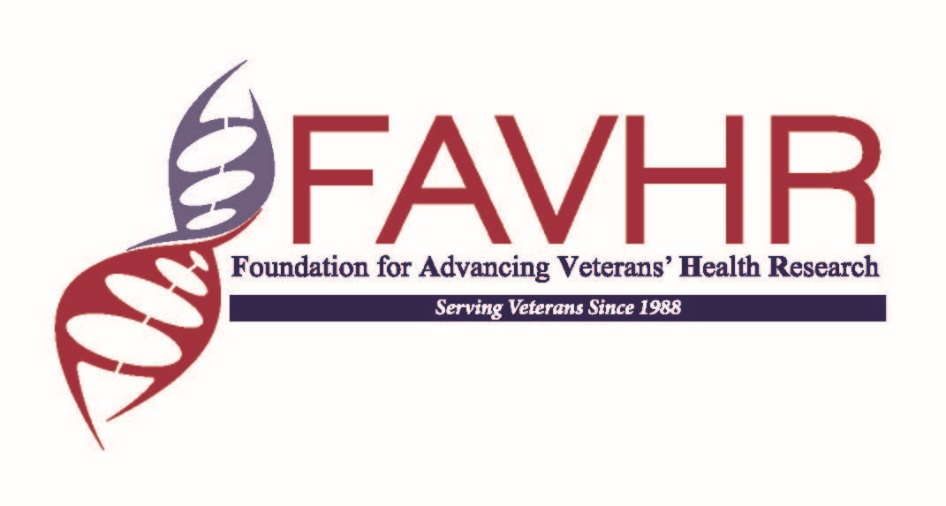 FAVHR
Foundation for Advancing Veterans’ Health Research
Serving Veterans Since 1988